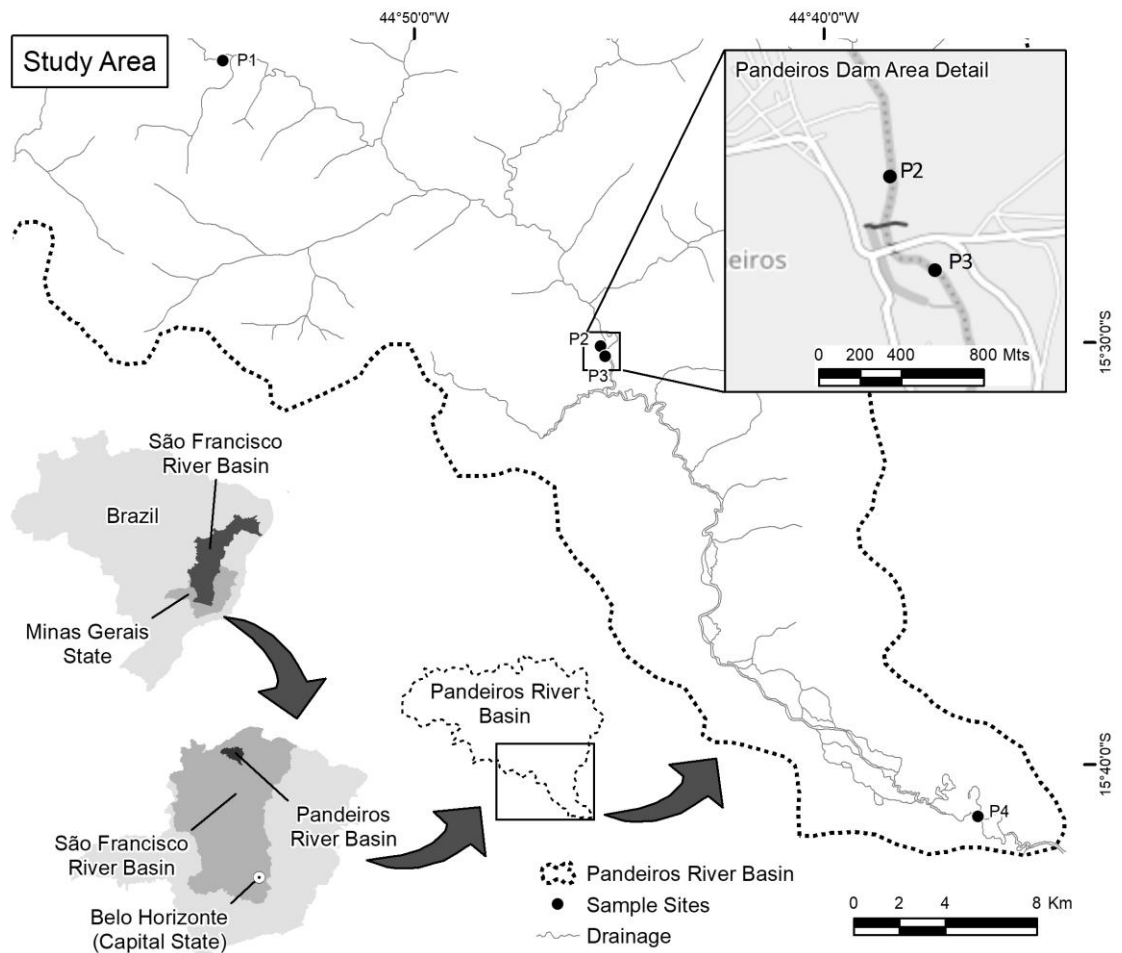 44°50'0"W
44°40'0"W
Study Area
P1
Pandeiros Dam Area Detail
P2
P3
eiros
0 200 400 800 Mts
15°30'0"S
P2
P3
São Francisco
River Basin
Brazil
Minas Gerais
State
Pandeiros River
Basin
15°40'0"S
P4
Pandeiros
River Basin
São Francisco
River Basin
Belo Horizonte
(Capital State)
Pandeiros River Basin
Sample Sites
Drainage
0 2 4 8 Km